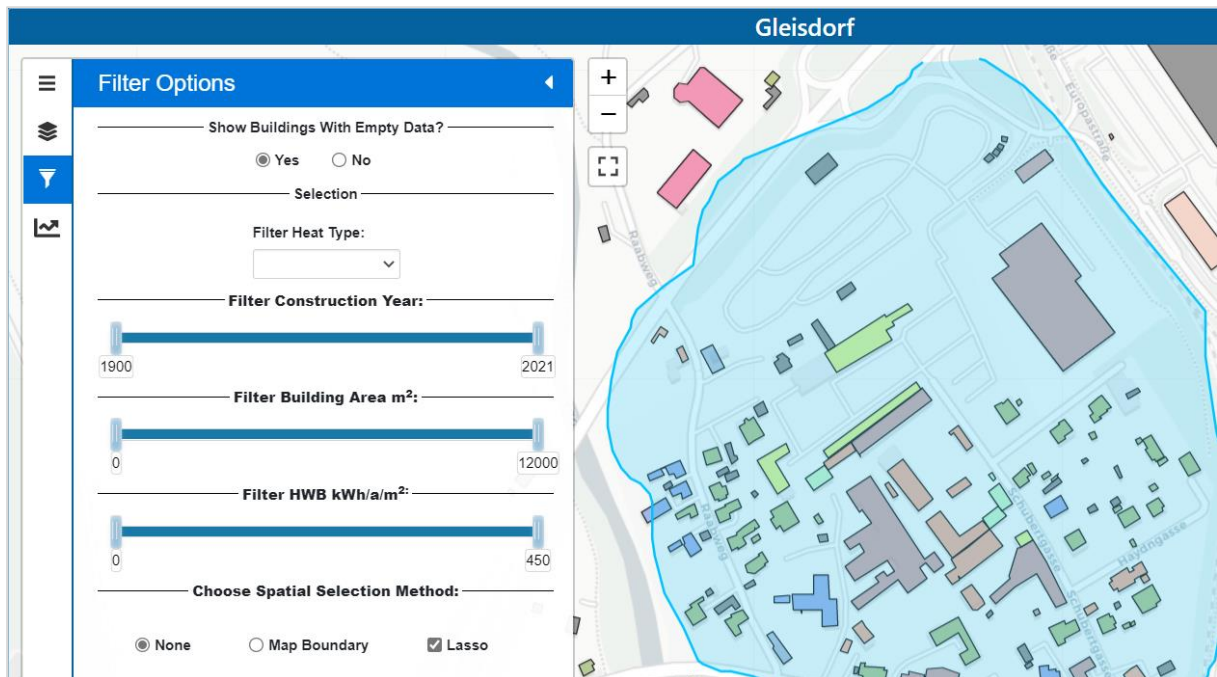 Gleisdorf
Filter Options
Show Buildings With Empty Data?
Yes No
Selection
Filter Heat Type:
Filter Construction Year:
1900 2021
Filter Building Area m²:
0 12000
Filter HWB kWh/a/m²:
0 450
Choose Spatial Selection Method:
None Map Boundary Lasso
+
−
Raabweg
Europastraße
Raabweg
Schubertgasse
Haydngasse
Schubertgasse